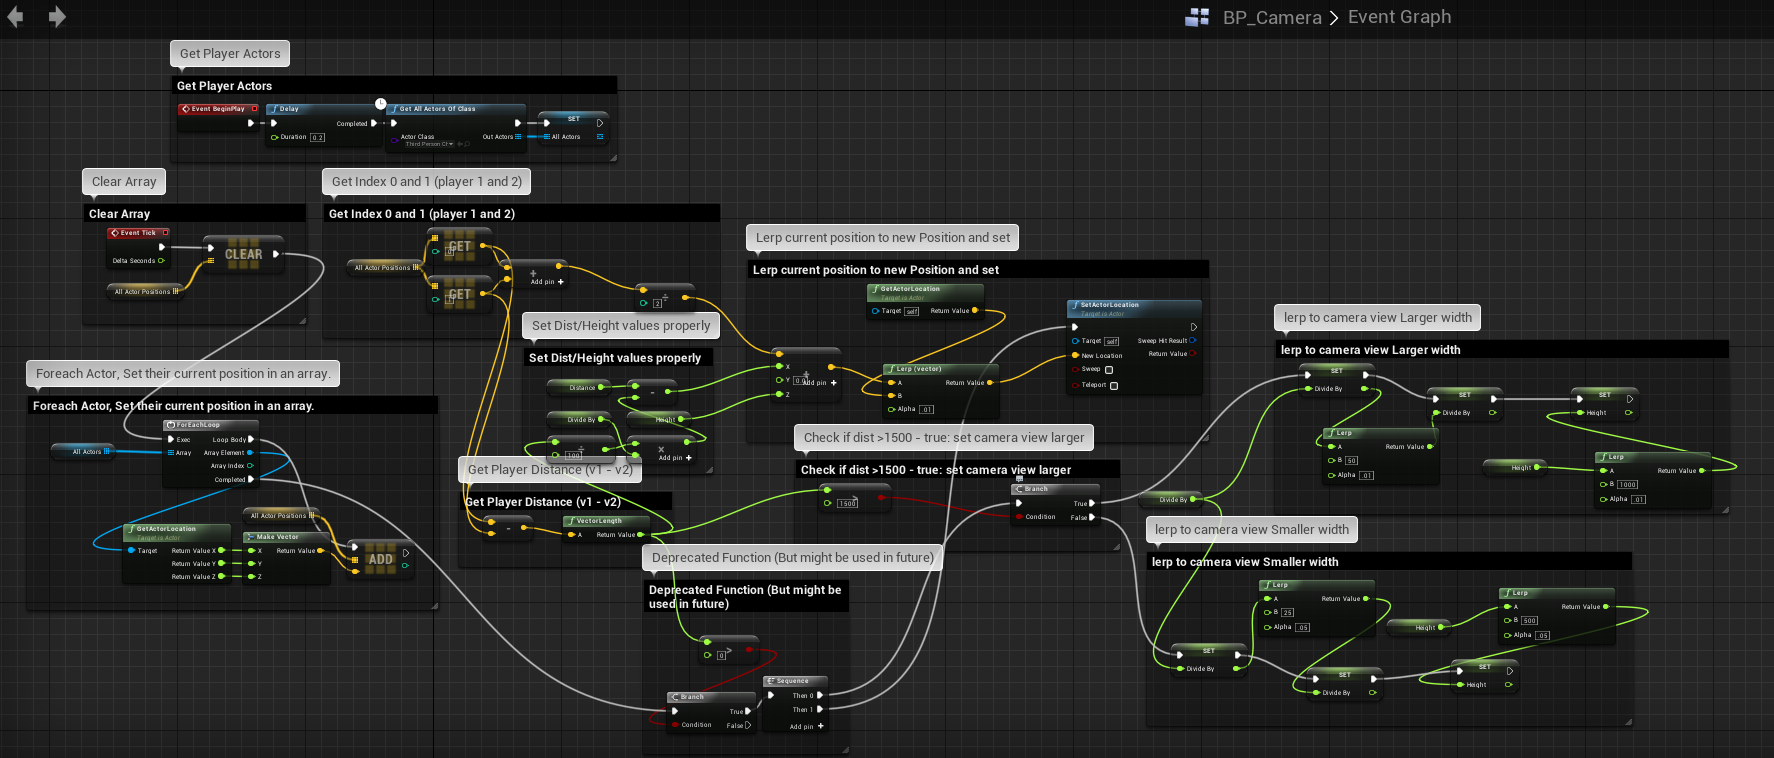 BP_Camera > Event Graph
Get Player Actors
Get Player Actors
Event BeginPlay
Delay
Completed
Duration 0.2
Get All Actors Of Class
Actor Class
Out Actors
SET
All Actors
Clear Array
Clear Array
Event Tick
Delta Seconds
CLEAR
All Actor Positions
Get Index 0 and 1 (player 1 and 2)
Get Index 0 and 1 (player 1 and 2)
All Actor Positions
GET
0
GET
1
+
Add pin +
÷
2
Set Dist/Height values properly
Set Dist/Height values properly
Distance
-
Divide By
Height
÷
100
x
Add pin +
X
Y
Z
+
Add pin +
Lerp current position to new Position and set
Lerp current position to new Position and set
GetActorLocation
Target is Actor
Target self
Return Value
Lerp (vector)
A
Return Value
B
Alpha .01
SetActorLocation
Target is Actor
Target self
Sweep Hit Result
New Location
Return Value
Sweep
Teleport
lerp to camera view Larger width
lerp to camera view Larger width
SET
Divide By
SET
Divide By
SET
Height
Lerp
A
Return Value
B 50
Alpha .01
Height
Lerp
A
Return Value
B 1000
Alpha .01
Foreach Actor, Set their current position in an array.
Foreach Actor, Set their current position in an array.
All Actors
ForEachLoop
Exec
Loop Body
Array
Array Element
Array Index
Completed
All Actor Positions
GetActorLocation
Target is Actor
Target
Return Value X
Return Value Y
Return Value Z
Make Vector
X
Return Value
Y
Z
ADD
Get Player Distance (v1 - v2)
Get Player Distance (v1 - v2)
-
VectorLength
A
Return Value
Check if dist >1500 - true: set camera view larger
Check if dist >1500 - true: set camera view larger
>
1500
Branch
True
Condition
False
Divide By
Deprecated Function (But might be used in future)
Deprecated Function (But might be
used in future)
>
0
Branch
True
Condition
False
Sequence
Then 0
Then 1
Add pin +
lerp to camera view Smaller width
lerp to camera view Smaller width
Lerp
A
Return Value
B 25
Alpha .05
Height
Lerp
A
Return Value
B 500
Alpha .05
SET
Divide By
SET
Divide By
SET
Height